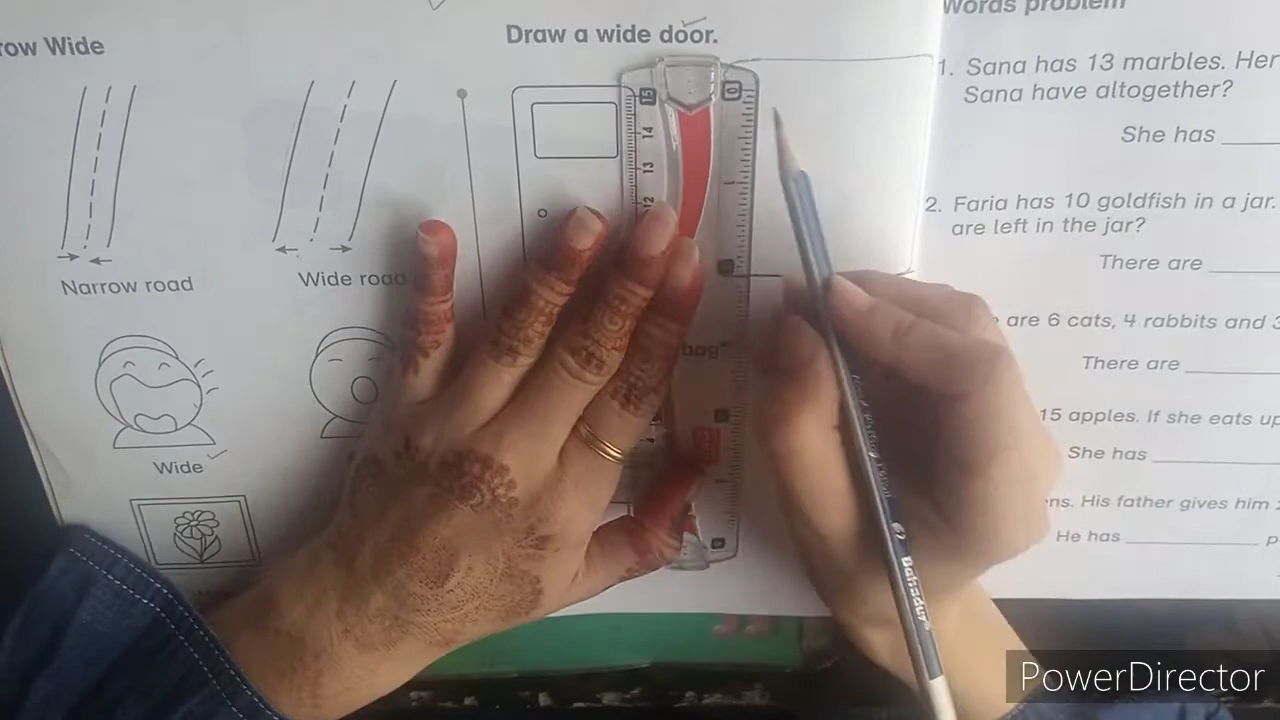 Wide
Draw a wide door.
Narrow road
Wide road
Wide
bag"
Words problem
1. Sana has 13 marbles. Her
Sana have altogether?
She has
2. Faria has 10 goldfish in a jar.
are left in the jar?
There are
are 6 cats, 4 rabbits and
There are
15 apples. If she eats up
She has
His father gives him
He has
15
14
13
12
0
1
Bahadur
PowerDirector